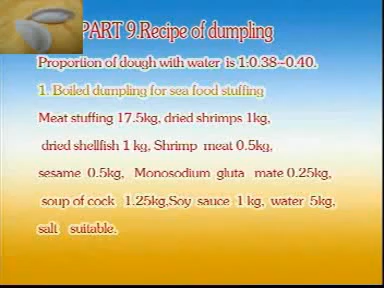 PART 9.Recipe of dumpling
Proportion of dough with water is 1:0.38~0.40.
1. Boiled dumpling for sea food stuffing
Meat stuffing 17.5kg, dried shrimps 1kg,
dried shellfish 1 kg, Shrimp meat 0.5kg,
sesame 0.5kg, Monosodium gluta mate 0.25kg,
soup of cock 1.25kg,Soy sauce 1 kg, water 5kg,
salt suitable.